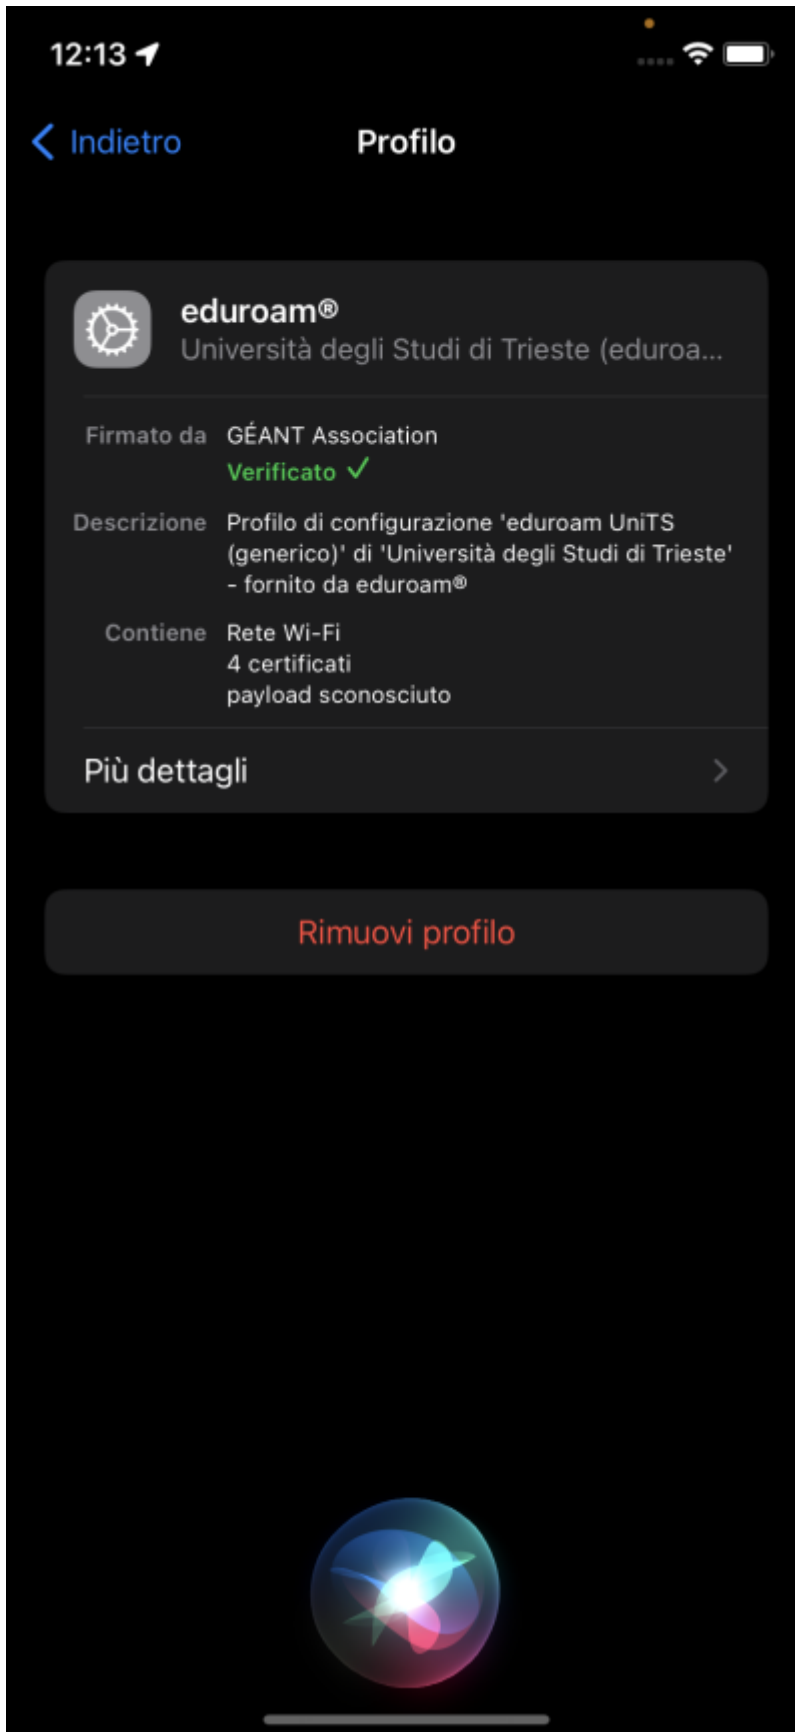 12:13
Indietro
Profilo
eduroam®
Università degli Studi di Trieste (eduroa...
Firmato da
GÉANT Association
Verificato ✓
Descrizione
Profilo di configurazione 'eduroam UniTS
(generico)' di 'Università degli Studi di Trieste'
- fornito da eduroam®
Contiene
Rete Wi-Fi
4 certificati
payload sconosciuto
Più dettagli
Rimuovi profilo